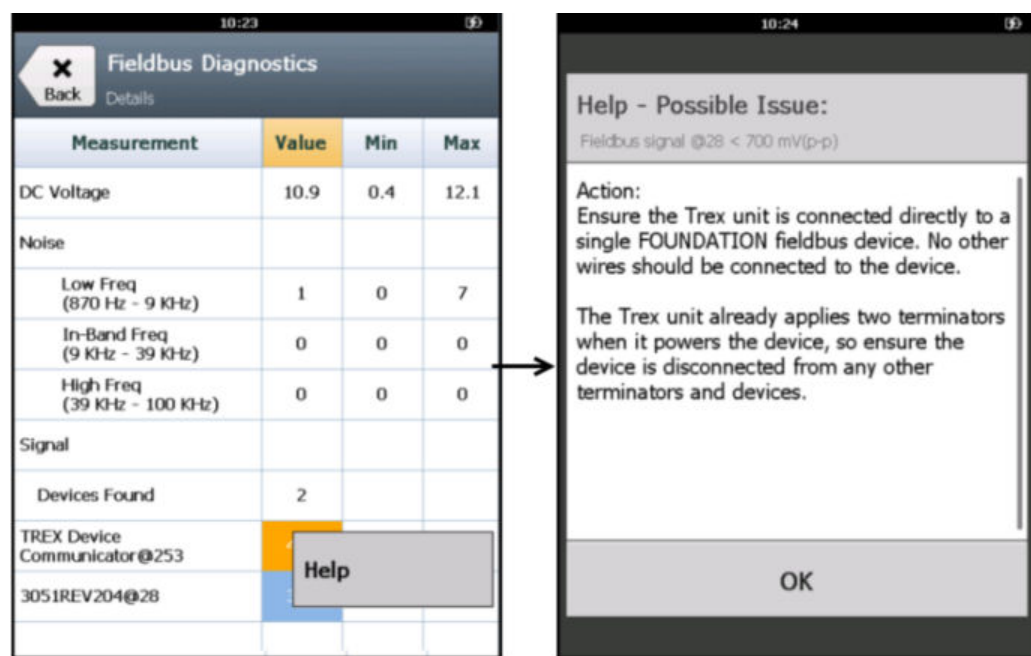 10:23
Back
Fieldbus Diagnostics
Details
Measurement Value Min Max
DC Voltage 10.9 0.4 12.1
Noise
Low Freq
(870 Hz - 9 KHz) 1 0 7
In-Band Freq
(9 KHz - 39 KHz) 0 0 0
High Freq
(39 KHz - 100 KHz) 0 0 0
Signal
Devices Found 2
TREX Device
Communicator@253
Help
3051REV204@28
10:24
Help - Possible Issue:
Fieldbus signal @28 < 700 mV(p-p)
Action:
Ensure the Trex unit is connected directly to a
single FOUNDATION fieldbus device. No other
wires should be connected to the device.
The Trex unit already applies two terminators
when it powers the device, so ensure the
device is disconnected from any other
terminators and devices.
OK